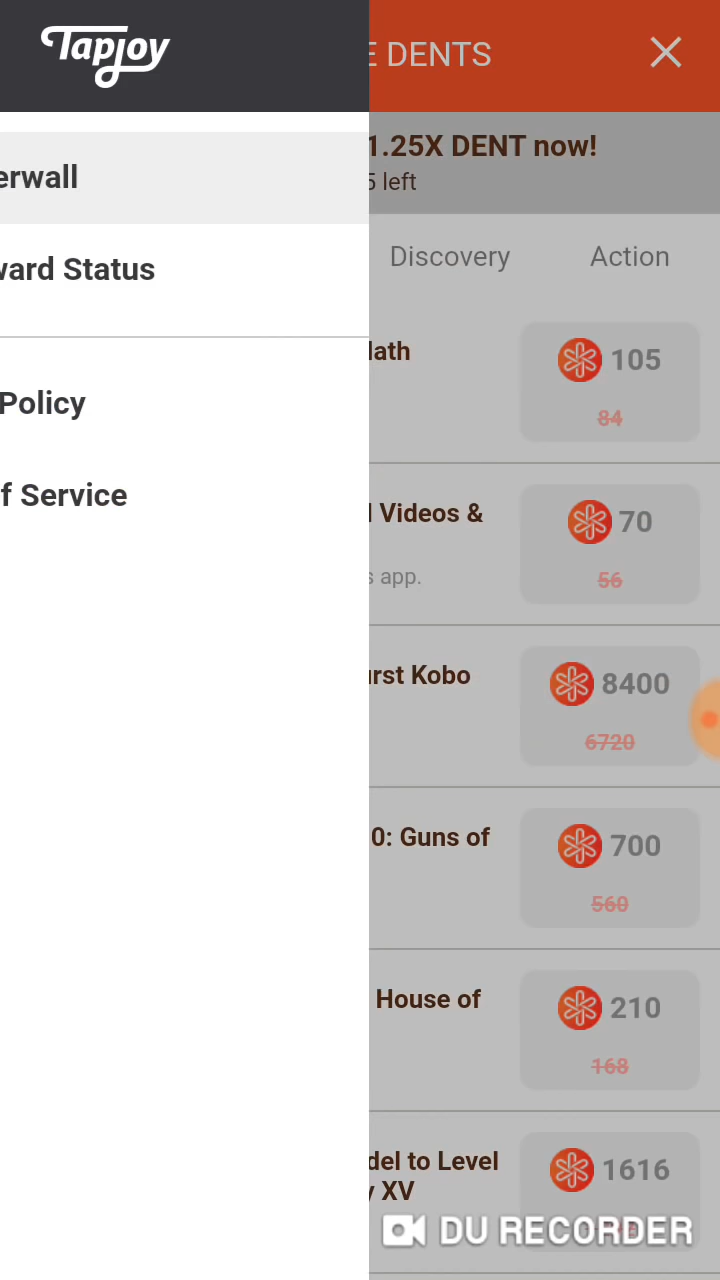 Tapjoy
E DENTS
1.25X DENT now!
5 left
erwall
ward Status
Policy
f Service
Discovery
Action
lath
105
84
l Videos &
s app.
70
56
urst Kobo
8400
6720
0: Guns of
700
560
House of
210
168
del to Level
y XV
1616
DU RECORDER